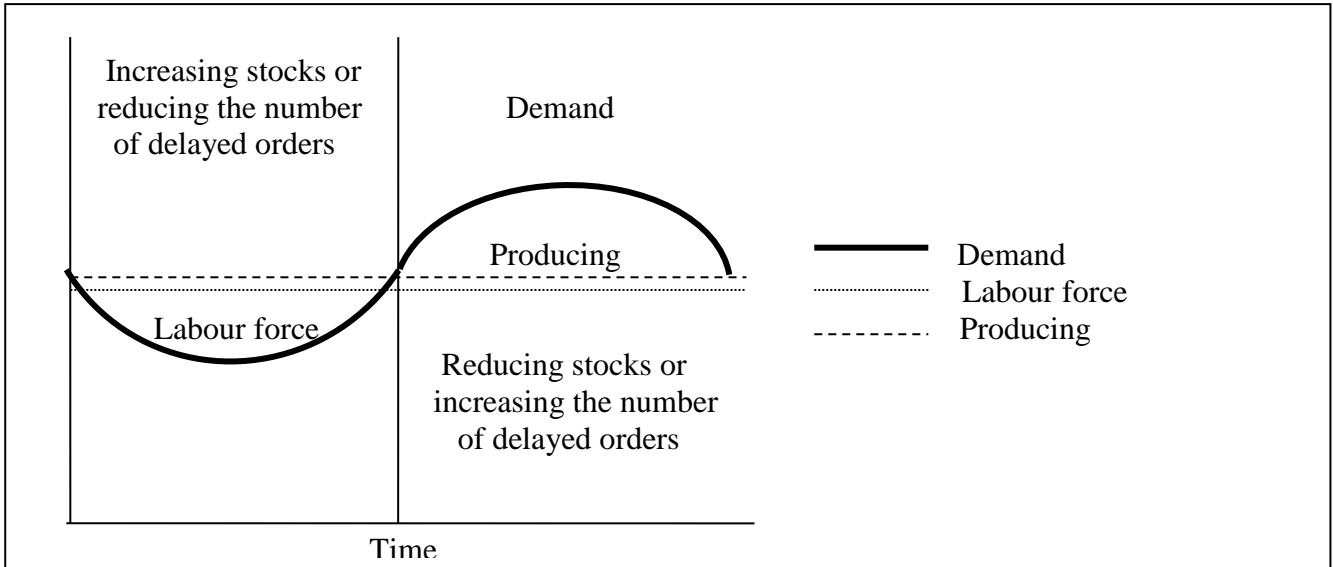 Increasing stocks or
reducing the number
of delayed orders
Demand
Producing
Labour force
Reducing stocks or
increasing the number
of delayed orders
Time
Demand
Labour force
Producing